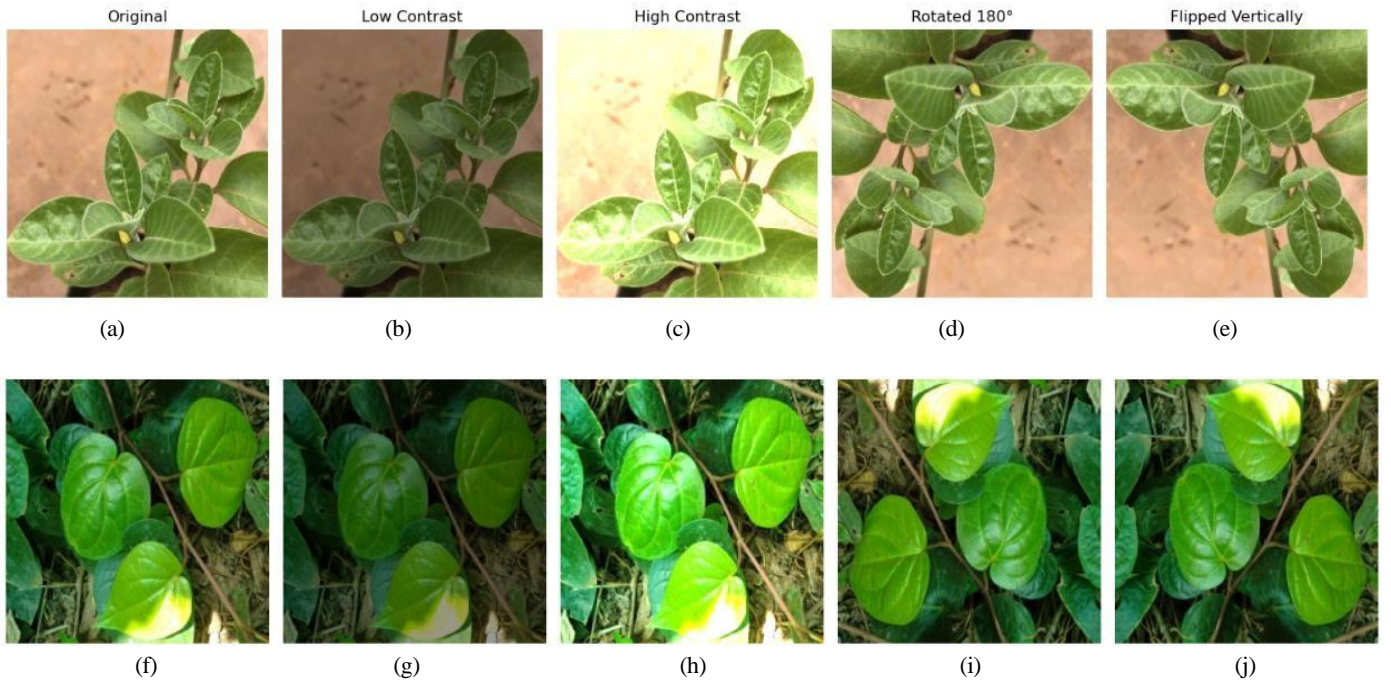 Original Low Contrast High Contrast Rotated 180° Flipped Vertically
(a) (b) (c) (d) (e)
(f) (g) (h) (i) (j)